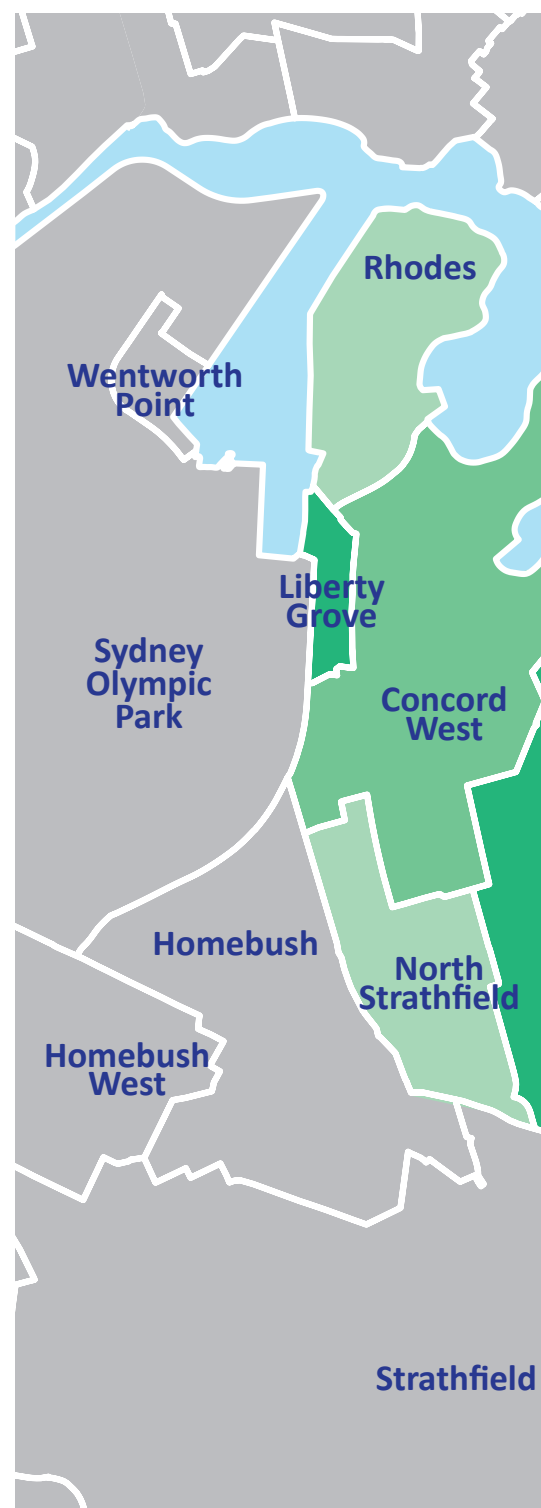 Rhodes
Wentworth
Point
Liberty
Grove
Sydney
Olympic
Park
Concord
West
Homebush
North
Strathfield
Homebush
West
Strathfield